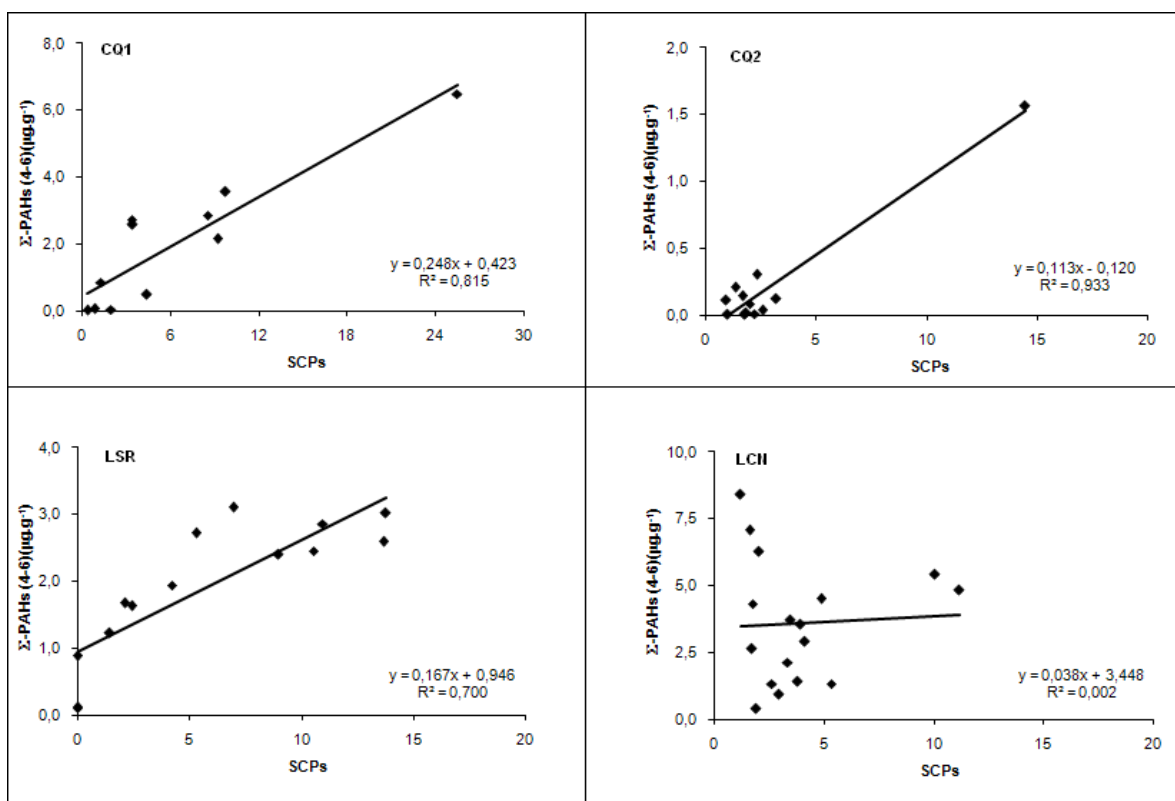 CQ1
Σ-PAHs (4-6)(µg.g⁻¹)
8,0
6,0
4,0
2,0
0,0
y = 0,248x + 0,423
R² = 0,815
0 6 12 18 24 30
SCPs
CQ2
Σ-PAHs (4-6)(µg.g⁻¹)
2,0
1,5
1,0
0,5
0,0
y = 0,113x - 0,120
R² = 0,933
0 5 10 15 20
SCPs
LSR
Σ-PAHs (4-6)(µg.g⁻¹)
4,0
3,0
2,0
1,0
0,0
y = 0,167x + 0,946
R² = 0,700
0 5 10 15 20
SCPs
LCN
Σ-PAHs (4-6)(µg.g⁻¹)
10,0
7,5
5,0
2,5
0,0
y = 0,038x + 3,448
R² = 0,002
0 5 10 15 20
SCPs